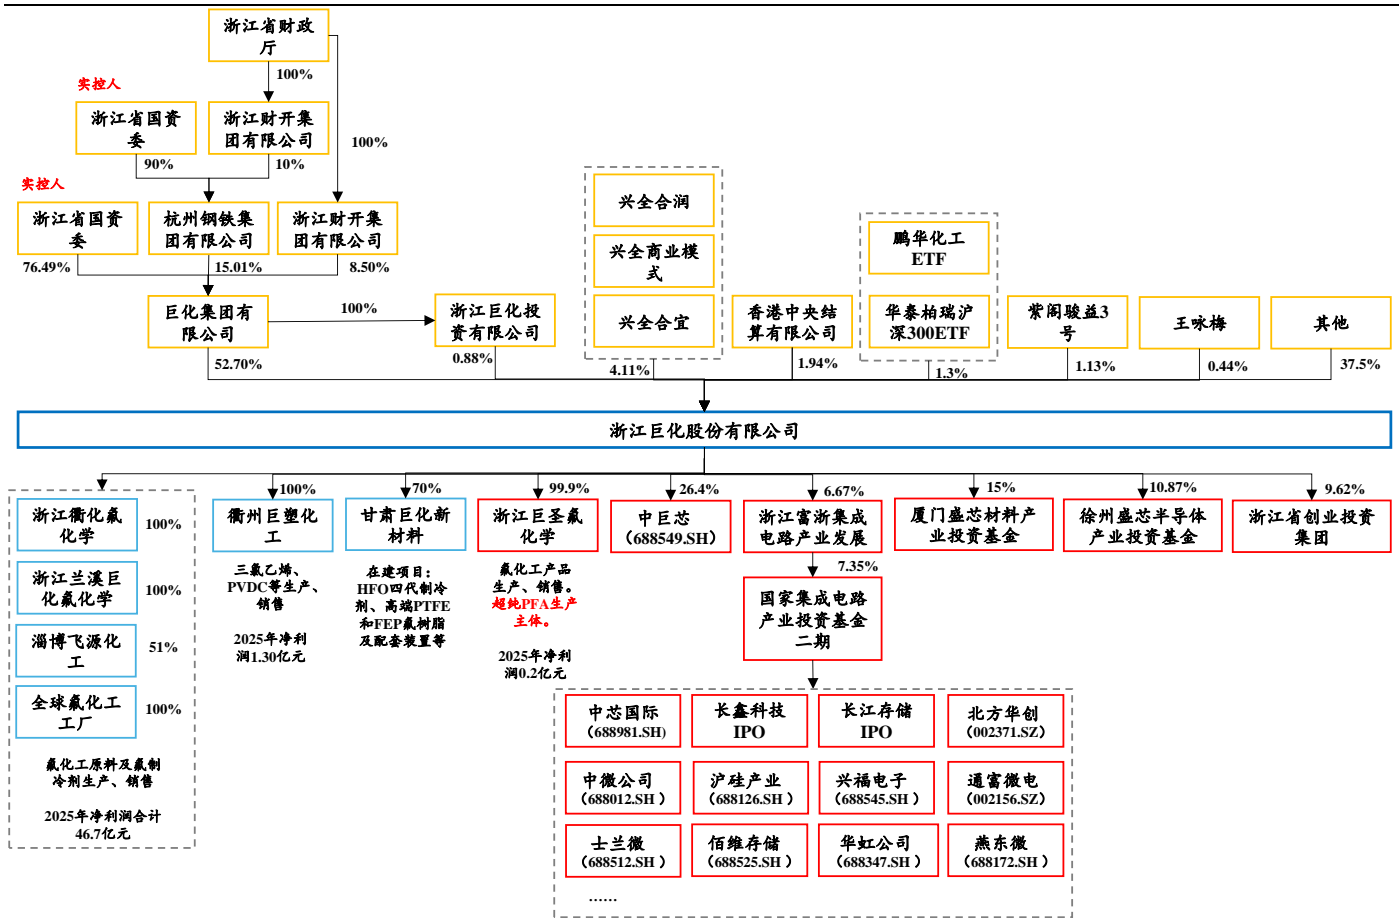 浙江省财政
厅
100%
实控人
浙江省国资
委
浙江财开集
团有限公司
100%
90%
10%
实控人
浙江省国资
委
杭州钢铁集
团有限公司
浙江财开集
团有限公司
76.49%
15.01%
8.50%
兴全合润
兴全商业模
式
兴全合宜
鹏华化工
ETF
华泰柏瑞沪
深300ETF
巨化集团有
限公司
100%
浙江巨化投
资有限公司
香港中央结
算有限公司
紫阁骏益3
号
王咏梅
其他
52.70%
0.88%
4.11%
1.94%
1.3%
1.13%
0.44%
37.5%
浙江巨化股份有限公司
100%
70%
99.9%
26.4%
6.67%
15%
10.87%
9.62%
浙江衢化氟
化学
100%
浙江兰溪巨
化氟化学
100%
淄博飞源化
工
51%
全球氟化工
工厂
100%
氟化工原料及氟制
冷剂生产、销售
2025年净利润合计
46.7亿元
衢州巨塑化
工
三氯乙烯、
PVDC等生产、
销售
2025年净利
润1.30亿元
甘肃巨化新
材料
在建项目：
HFO四代制冷
剂、高端PTFE
和FEP氟树脂
及配套装置等
浙江巨圣氟
化学
氟化工产品
生产、销售。
超纯PFA生产
主体。
2025年净利
润0.2亿元
中巨芯
（688549.SH）
浙江富浙集成
电路产业发展
7.35%
国家集成电路
产业投资基金
二期
厦门盛芯材料产
业投资基金
徐州盛芯半导体
产业投资基金
浙江省创业投资
集团
中芯国际
（688981.SH）
长鑫科技
IPO
长江存储
IPO
北方华创
（002371.SZ）
中微公司
（688012.SH）
沪硅产业
（688126.SH）
兴福电子
（688545.SH）
通富微电
（002156.SZ）
士兰微
（688512.SH）
佰维存储
（688525.SH）
华虹公司
（688347.SH）
燕东微
（688172.SH）
……